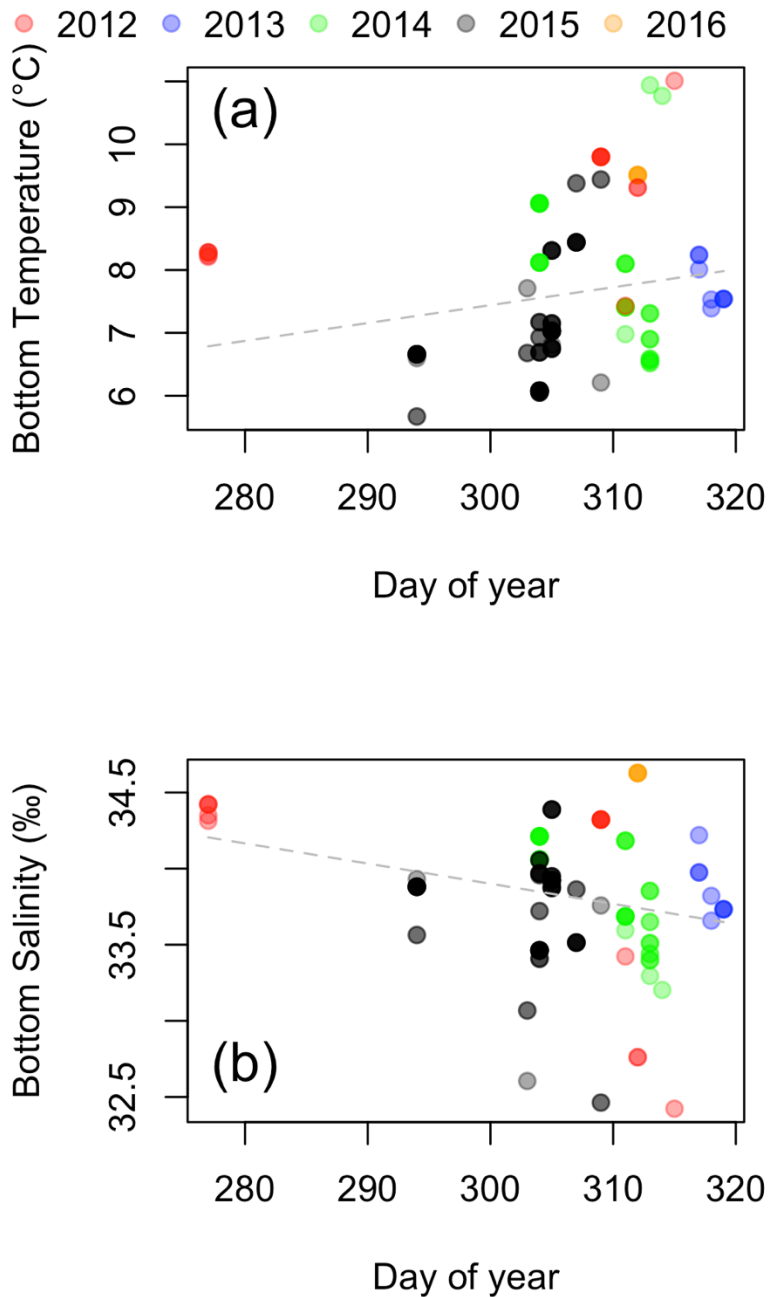 2012 2013 2014 2015 2016
Bottom Temperature (°C)
(a)
10
9
8
7
6
280 290 300 310 320
Day of year
Bottom Salinity (‰)
34.5
33.5
32.5
(b)
280 290 300 310 320
Day of year